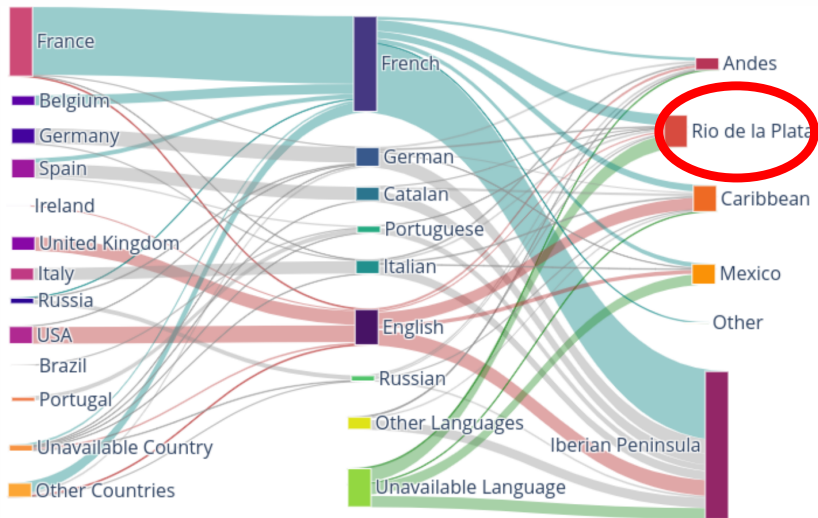 France
Belgium
Germany
Spain
Ireland
United Kingdom
Italy
Russia
USA
Brazil
Portugal
Unavailable Country
Other Countries
French
German
Catalan
Portuguese
Italian
English
Russian
Other Languages
Unavailable Language
Andes
Rio de la Plata
Caribbean
Mexico
Other
Iberian Peninsula